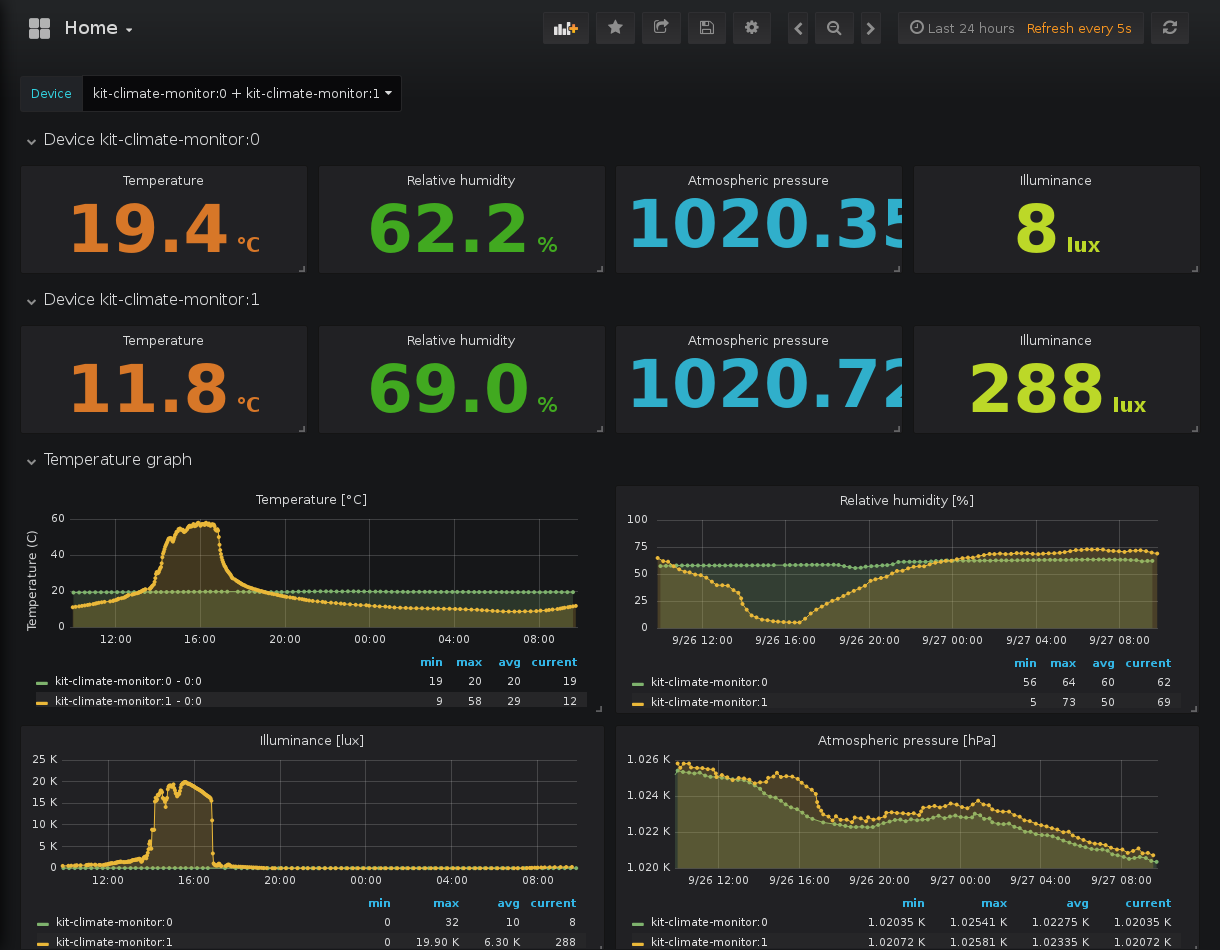 Home
Last 24 hours Refresh every 5s
Device kit-climate-monitor:0 + kit-climate-monitor:1
Device kit-climate-monitor:0
Temperature Relative humidity Atmospheric pressure Illuminance
19.4 °C 62.2 % 1020.35 8 lux
Device kit-climate-monitor:1
Temperature Relative humidity Atmospheric pressure Illuminance
11.8 °C 69.0 % 1020.72 288 lux
Temperature graph
Temperature [°C]
Temperature (C)
60
40
20
0
12:00 16:00 20:00 00:00 04:00 08:00
min max avg current
kit-climate-monitor:0 - 0:0 19 20 20 19
kit-climate-monitor:1 - 0:0 9 58 29 12
Relative humidity [%]
100
75
50
25
0
9/26 12:00 9/26 16:00 9/26 20:00 9/27 00:00 9/27 04:00 9/27 08:00
min max avg current
kit-climate-monitor:0 56 64 60 62
kit-climate-monitor:1 5 73 50 69
Illuminance [lux]
25 K
20 K
15 K
10 K
5 K
0
12:00 16:00 20:00 00:00 04:00 08:00
min max avg current
kit-climate-monitor:0 0 32 10 8
kit-climate-monitor:1 0 19.90 K 6.30 K 288
Atmospheric pressure [hPa]
1.026 K
1.024 K
1.022 K
1.020 K
9/26 12:00 9/26 16:00 9/26 20:00 9/27 00:00 9/27 04:00 9/27 08:00
min max avg current
kit-climate-monitor:0 1.02035 K 1.02541 K 1.02275 K 1.02035 K
kit-climate-monitor:1 1.02072 K 1.02581 K 1.02335 K 1.02072 K